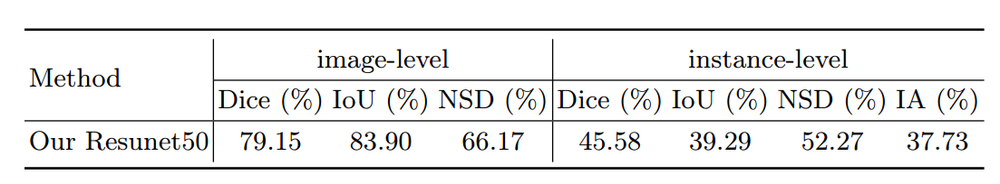 Method image-level instance-level
Dice (%) IoU (%) NSD (%) Dice (%) IoU (%) NSD (%) IA (%)
Our Resunet50 79.15 83.90 66.17 45.58 39.29 52.27 37.73